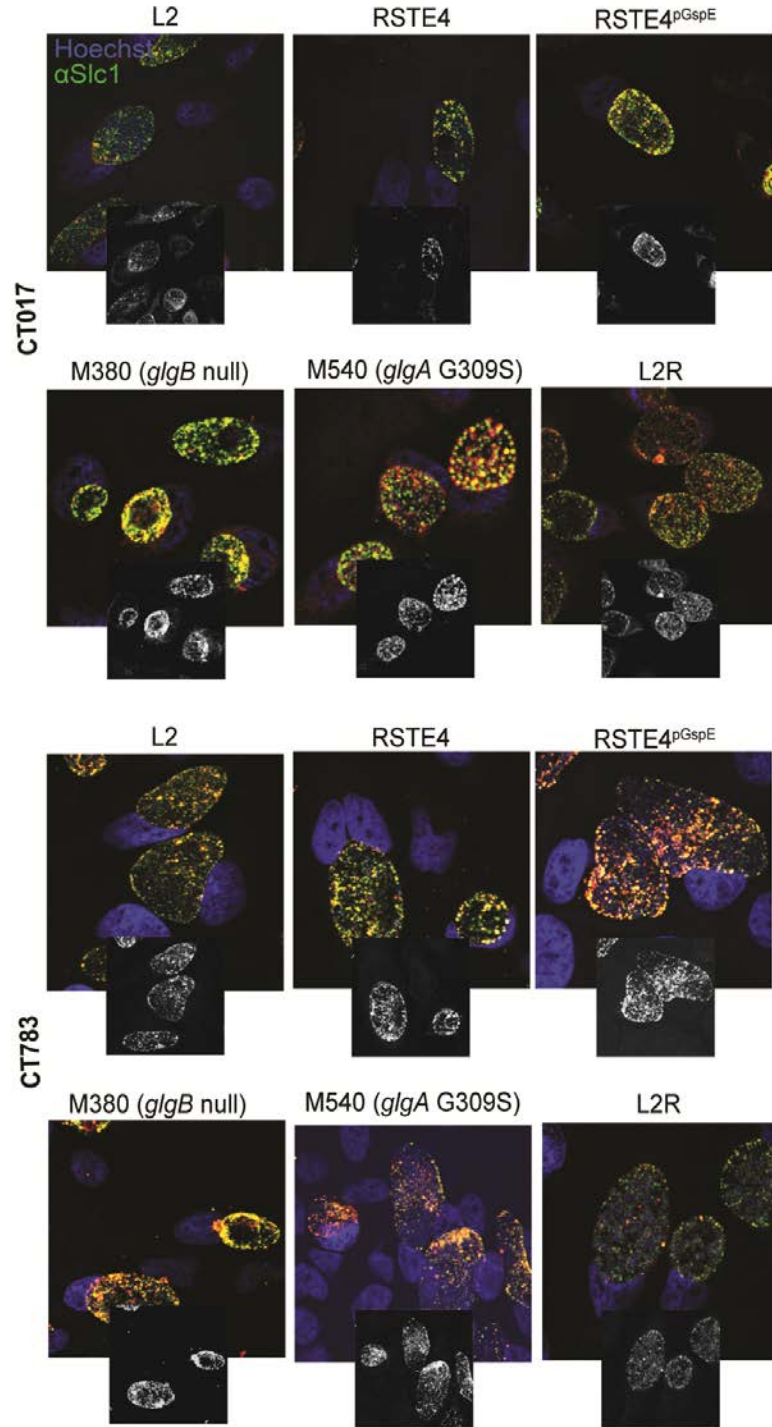 L2 RSTE4 RSTE4pGspE
Hoechst
αSlc1
CT017
M380 (glgB null) M540 (glgA G309S) L2R
L2 RSTE4 RSTE4pGspE
CT783
M380 (glgB null) M540 (glgA G309S) L2R